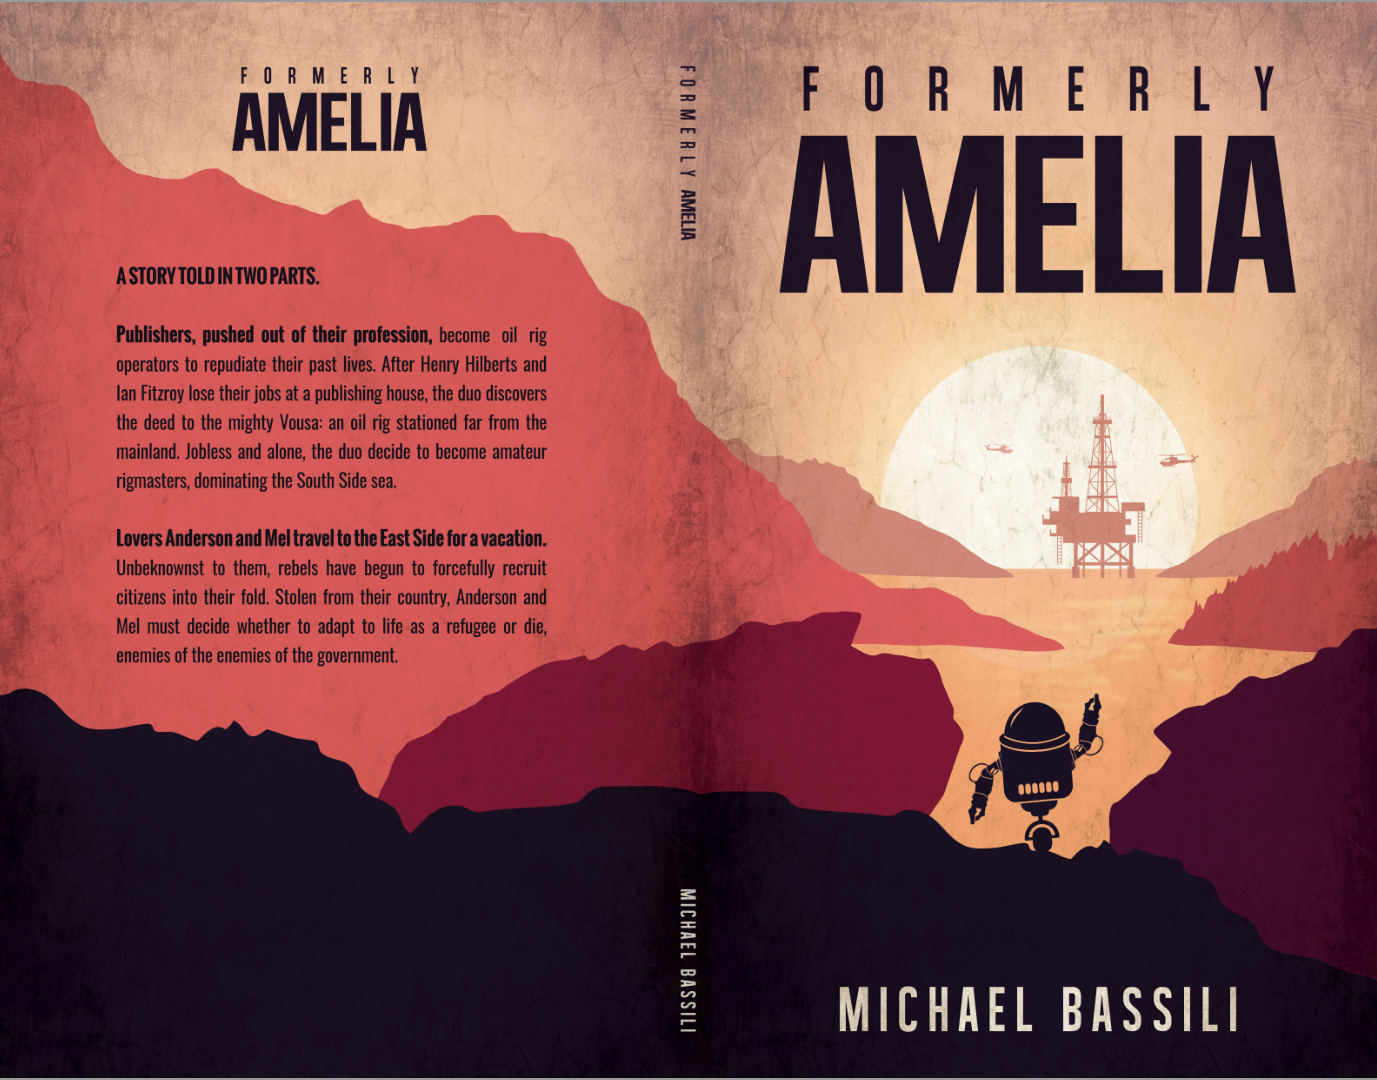 FORMERLY
AMELIA
A STORY TOLD IN TWO PARTS.
Publishers, pushed out of their profession, become oil rig
operators to repudiate their past lives. After Henry Hilberts and
Ian Fitzroy lose their jobs at a publishing house, the duo discovers
the deed to the mighty Vousa: an oil rig stationed far from the
mainland. Jobless and alone, the duo decide to become amateur
rigmasters, dominating the South Side sea.
Lovers Anderson and Mel travel to the East Side for a vacation.
Unbeknownst to them, rebels have begun to forcefully recruit
citizens into their fold. Stolen from their country, Anderson and
Mel must decide whether to adapt to life as a refugee or die,
enemies of the enemies of the government.
FORMERLY AMELIA
MICHAEL BASSILI
FORMERLY
AMELIA
MICHAEL BASSILI